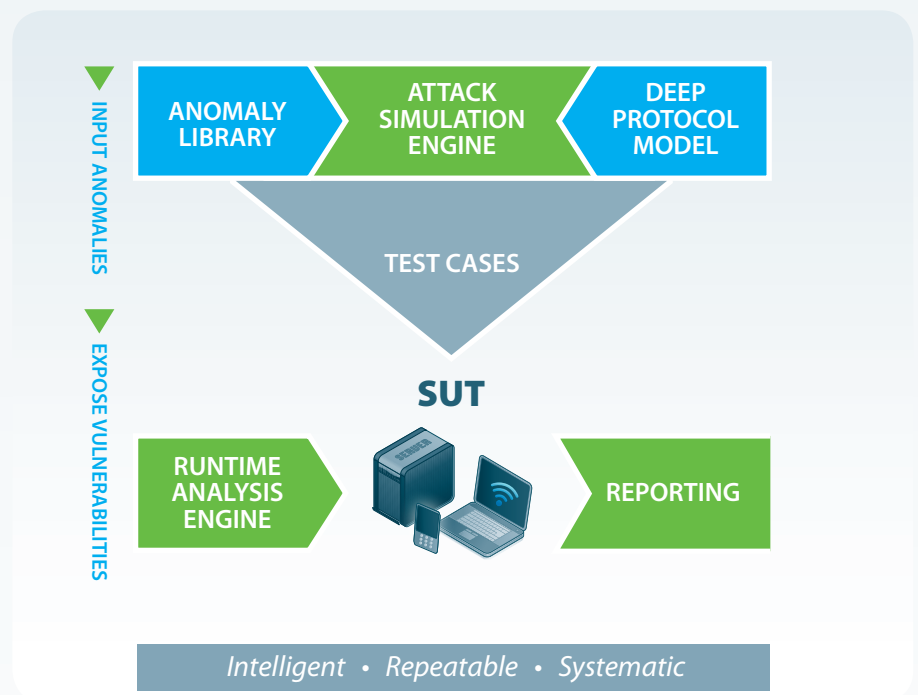 INPUT ANOMALIES
ANOMALY
LIBRARY
ATTACK
SIMULATION
ENGINE
DEEP
PROTOCOL
MODEL
TEST CASES
EXPOSE VULNERABILITIES
SUT
RUNTIME
ANALYSIS
ENGINE
SERVER
REPORTING
Intelligent • Repeatable • Systematic